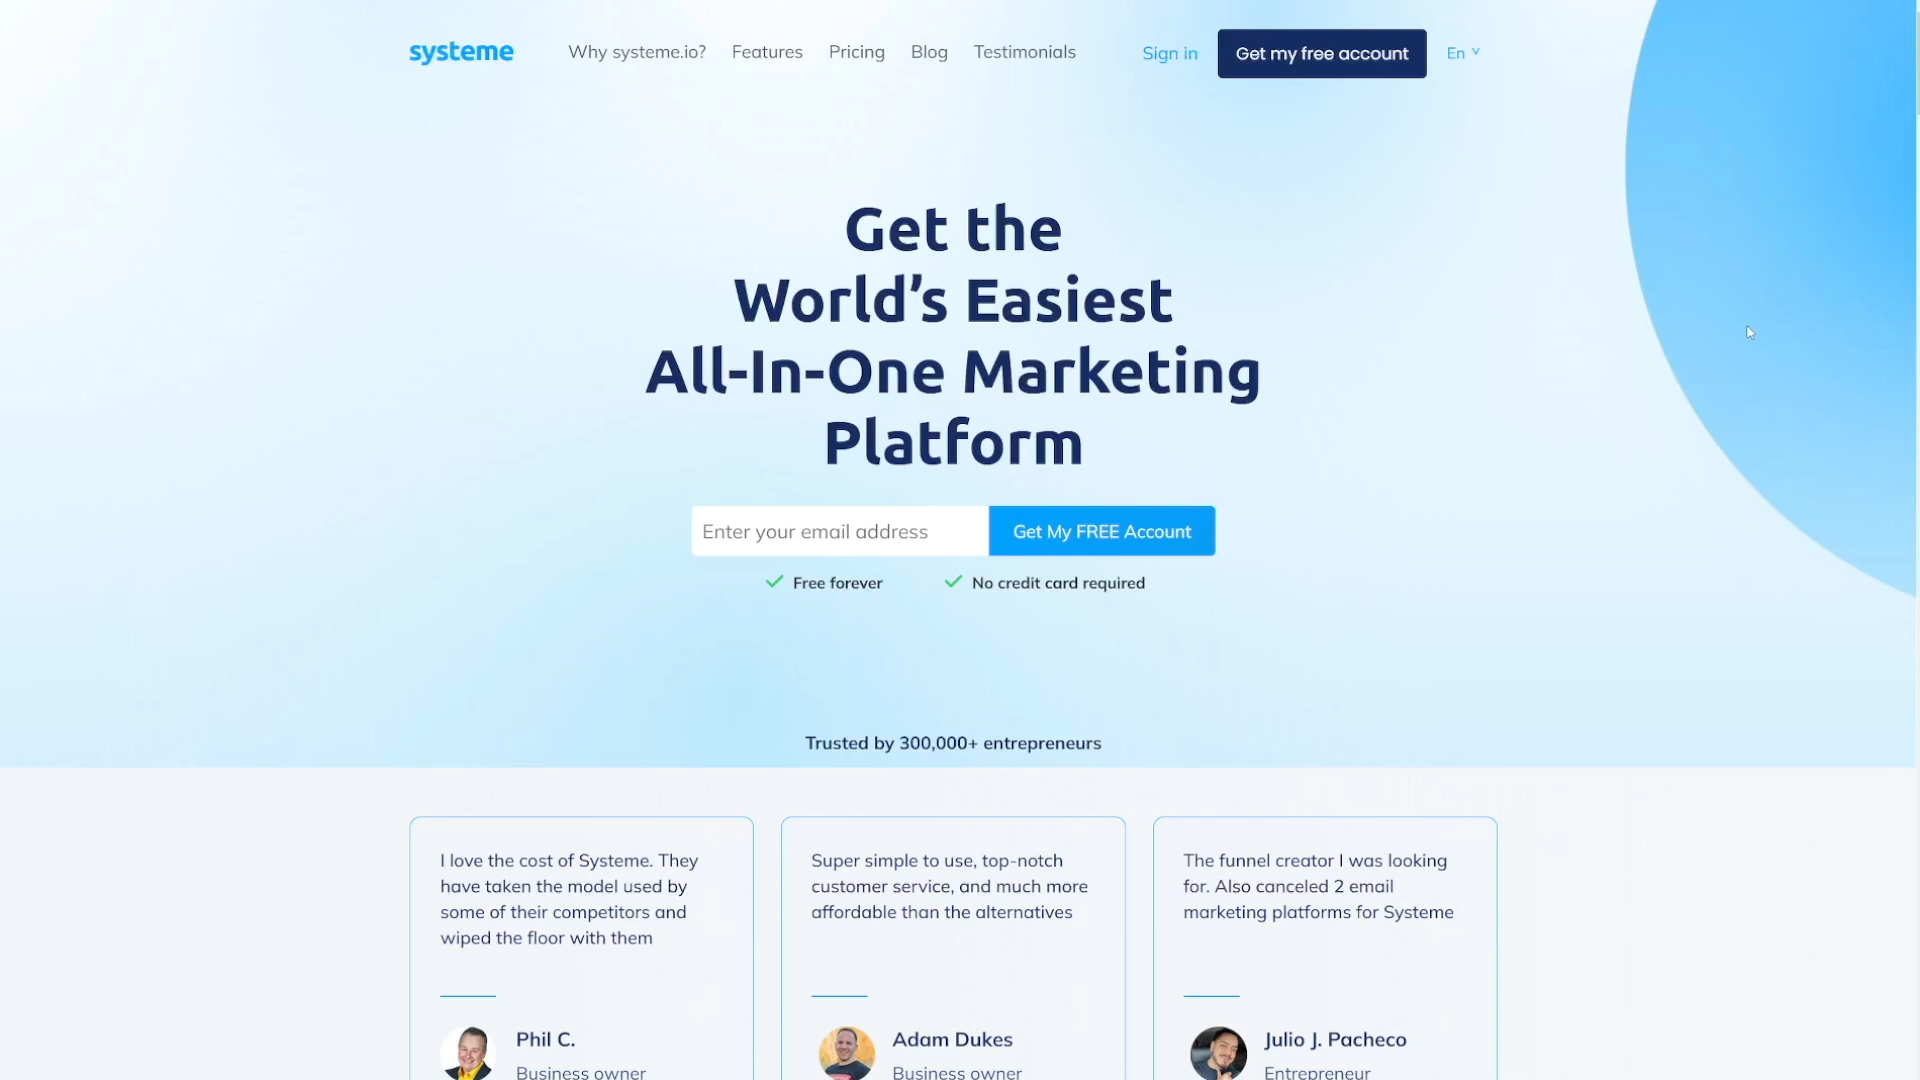 systeme
Why systeme.io?
Features
Pricing
Blog
Testimonials
Sign in
Get my free account
En
Get the
World's Easiest
All-In-One Marketing
Platform
Enter your email address
Get My FREE Account
Free forever
No credit card required
Trusted by 300,000+ entrepreneurs
I love the cost of Systeme. They
have taken the model used by
some of their competitors and
wiped the floor with them
Phil C.
Business owner
Super simple to use, top-notch
customer service, and much more
affordable than the alternatives
Adam Dukes
Business owner
The funnel creator I was looking
for. Also canceled 2 email
marketing platforms for Systeme
Julio J. Pacheco
Entrepreneur